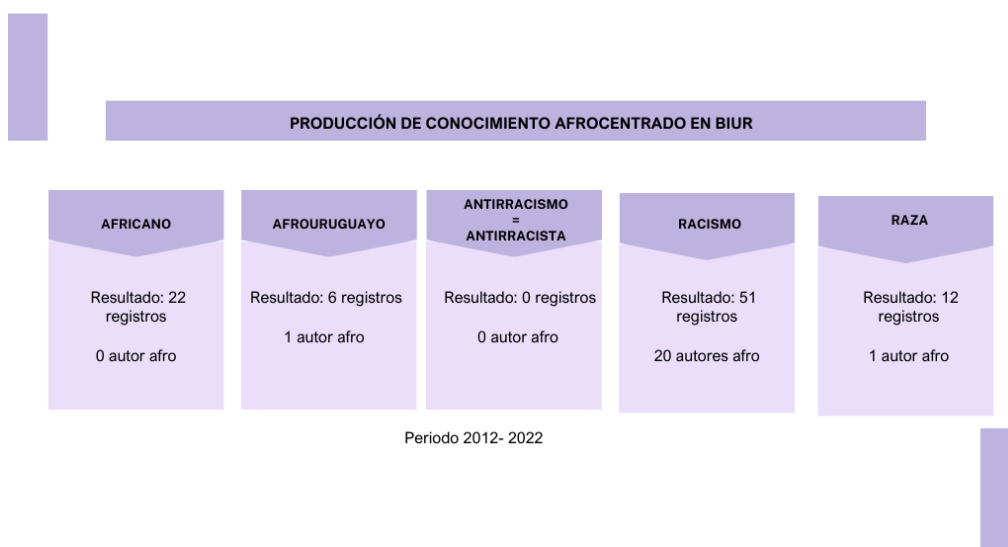 PRODUCCIÓN DE CONOCIMIENTO AFROCENTRADO EN BIUR
AFRICANO
Resultado: 22
registros
0 autor afro
AFROURUGUAYO
Resultado: 6 registros
1 autor afro
ANTIRRACISMO
=
ANTIRRACISTA
Resultado: 0 registros
0 autor afro
RACISMO
Resultado: 51
registros
20 autores afro
RAZA
Resultado: 12
registros
1 autor afro
Periodo 2012- 2022